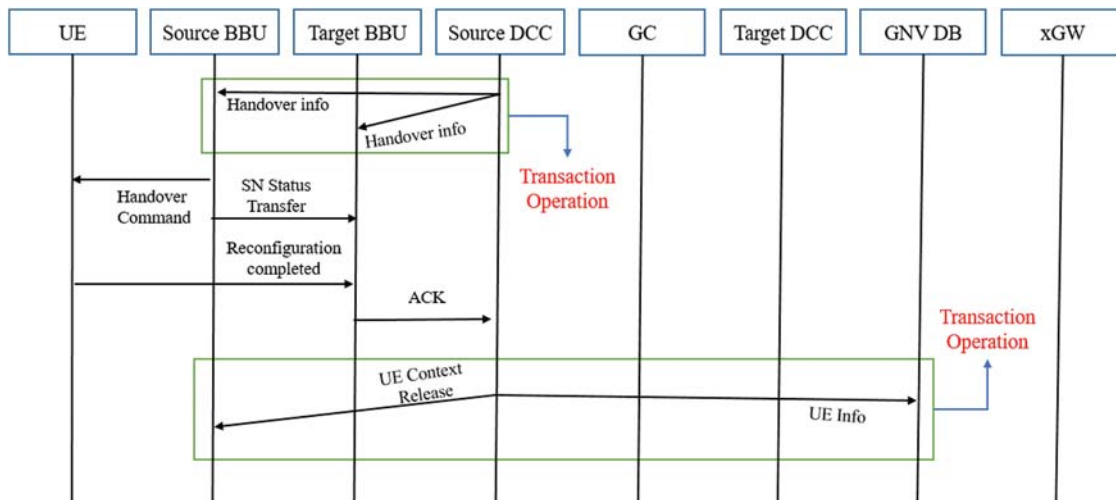 UE
Source BBU
Target BBU
Source DCC
GC
Target DCC
GNV DB
xGW
Handover info
Handover info
Transaction
Operation
Handover
Command
SN Status
Transfer
Reconfiguration
completed
ACK
Transaction
Operation
UE Context
Release
UE Info